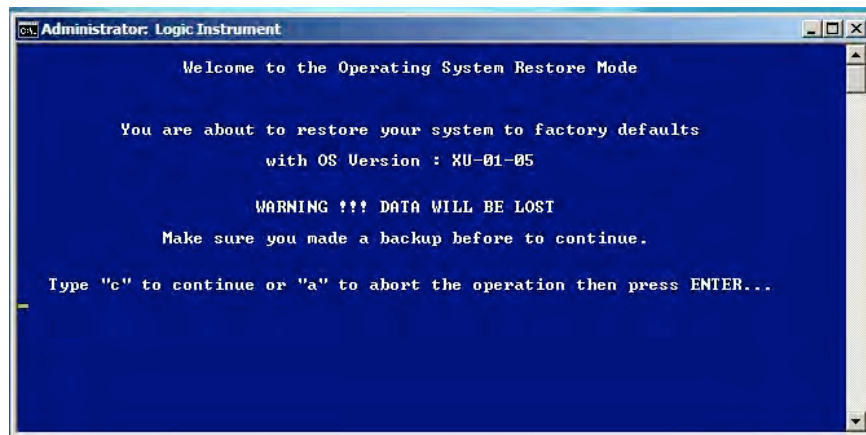 Administrator: Logic Instrument
Welcome to the Operating System Restore Mode
You are about to restore your system to factory defaults
with OS Version : XU-01-05
WARNING !!! DATA WILL BE LOST
Make sure you made a backup before to continue.
Type "c" to continue or "a" to abort the operation then press ENTER...